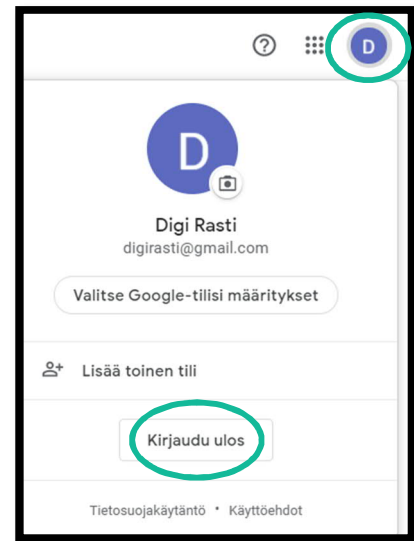 D
D
Digi Rasti
digirasti@gmail.com
Valitse Google-tilisi määritykset
Lisää toinen tili
Kirjaudu ulos
Tietosuojakäytäntö • Käyttöehdot